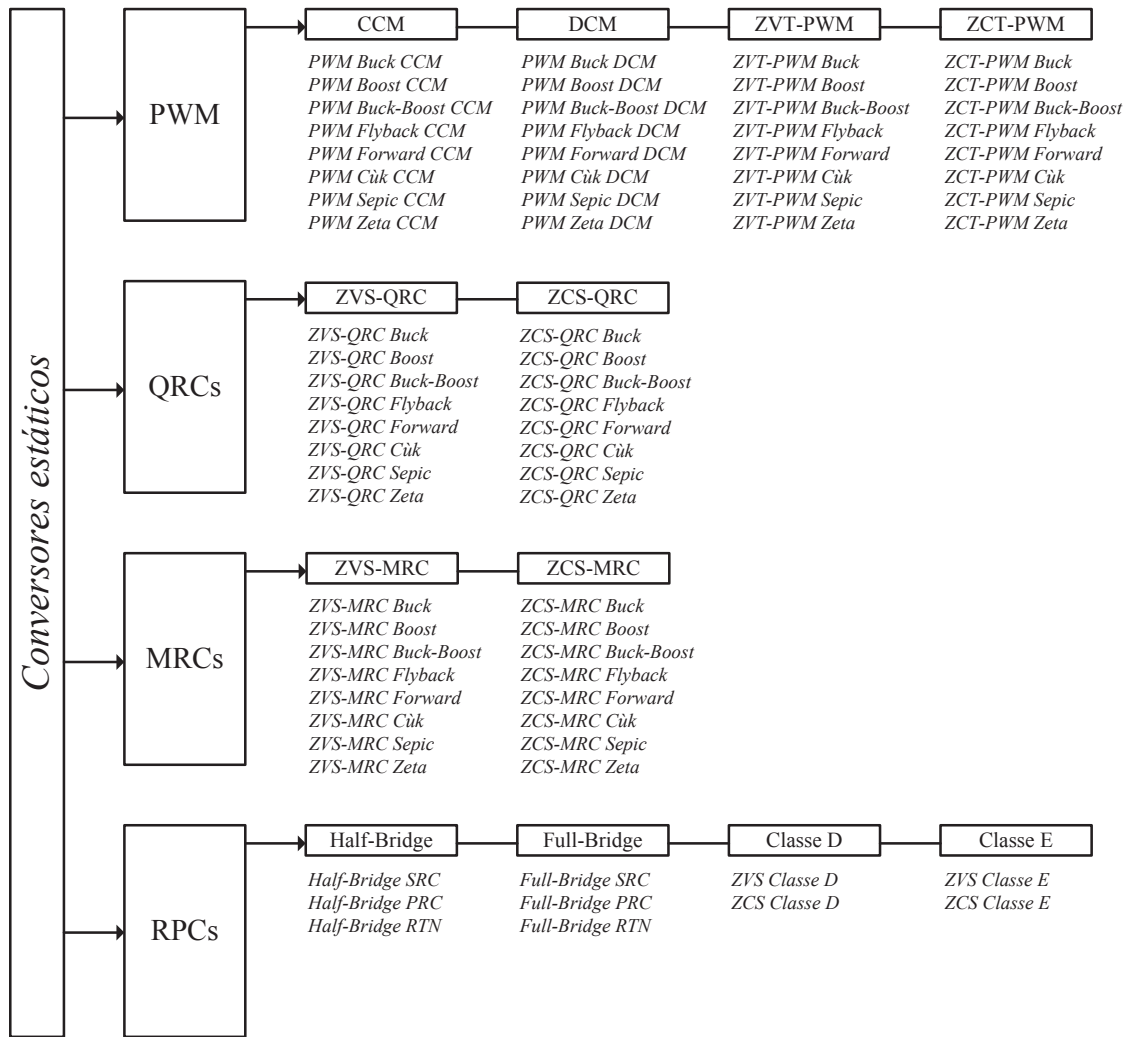 Conversores estáticos
PWM
CCM
PWM Buck CCM
PWM Boost CCM
PWM Buck-Boost CCM
PWM Flyback CCM
PWM Forward CCM
PWM Cùk CCM
PWM Sepic CCM
PWM Zeta CCM
DCM
PWM Buck DCM
PWM Boost DCM
PWM Buck-Boost DCM
PWM Flyback DCM
PWM Forward DCM
PWM Cùk DCM
PWM Sepic DCM
PWM Zeta DCM
ZVT-PWM
ZVT-PWM Buck
ZVT-PWM Boost
ZVT-PWM Buck-Boost
ZVT-PWM Flyback
ZVT-PWM Forward
ZVT-PWM Cùk
ZVT-PWM Sepic
ZVT-PWM Zeta
ZCT-PWM
ZCT-PWM Buck
ZCT-PWM Boost
ZCT-PWM Buck-Boost
ZCT-PWM Flyback
ZCT-PWM Forward
ZCT-PWM Cùk
ZCT-PWM Sepic
ZCT-PWM Zeta
QRCs
ZVS-QRC
ZVS-QRC Buck
ZVS-QRC Boost
ZVS-QRC Buck-Boost
ZVS-QRC Flyback
ZVS-QRC Forward
ZVS-QRC Cùk
ZVS-QRC Sepic
ZVS-QRC Zeta
ZCS-QRC
ZCS-QRC Buck
ZCS-QRC Boost
ZCS-QRC Buck-Boost
ZCS-QRC Flyback
ZCS-QRC Forward
ZCS-QRC Cùk
ZCS-QRC Sepic
ZCS-QRC Zeta
MRCs
ZVS-MRC
ZVS-MRC Buck
ZVS-MRC Boost
ZVS-MRC Buck-Boost
ZVS-MRC Flyback
ZVS-MRC Forward
ZVS-MRC Cùk
ZVS-MRC Sepic
ZVS-MRC Zeta
ZCS-MRC
ZCS-MRC Buck
ZCS-MRC Boost
ZCS-MRC Buck-Boost
ZCS-MRC Flyback
ZCS-MRC Forward
ZCS-MRC Cùk
ZCS-MRC Sepic
ZCS-MRC Zeta
RPCs
Half-Bridge
Half-Bridge SRC
Half-Bridge PRC
Half-Bridge RTN
Full-Bridge
Full-Bridge SRC
Full-Bridge PRC
Full-Bridge RTN
Classe D
ZVS Classe D
ZCS Classe D
Classe E
ZVS Classe E
ZCS Classe E